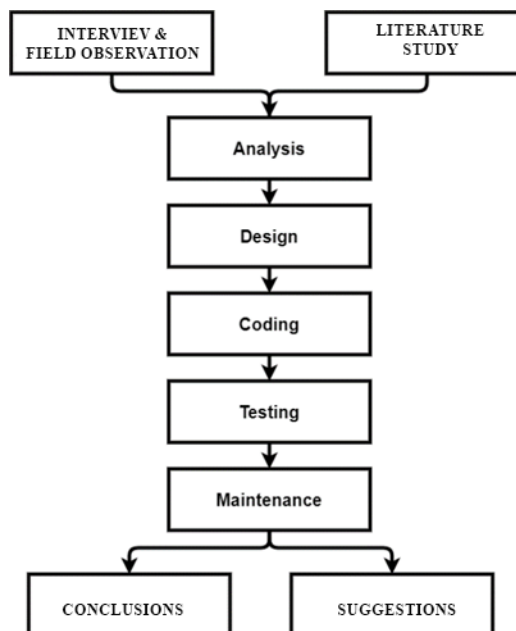 INTERVIEV &
FIELD OBSERVATION
LITERATURE
STUDY
Analysis
Design
Coding
Testing
Maintenance
CONCLUSIONS
SUGGESTIONS